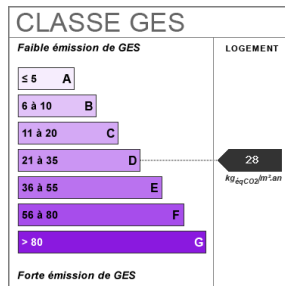 CLASSE GES
Faible émission de GES
LOGEMENT
≤ 5 A
6 à 10 B
11 à 20 C
21 à 35 D
28
kgéqCO2/m².an
36 à 55 E
56 à 80 F
> 80 G
Forte émission de GES